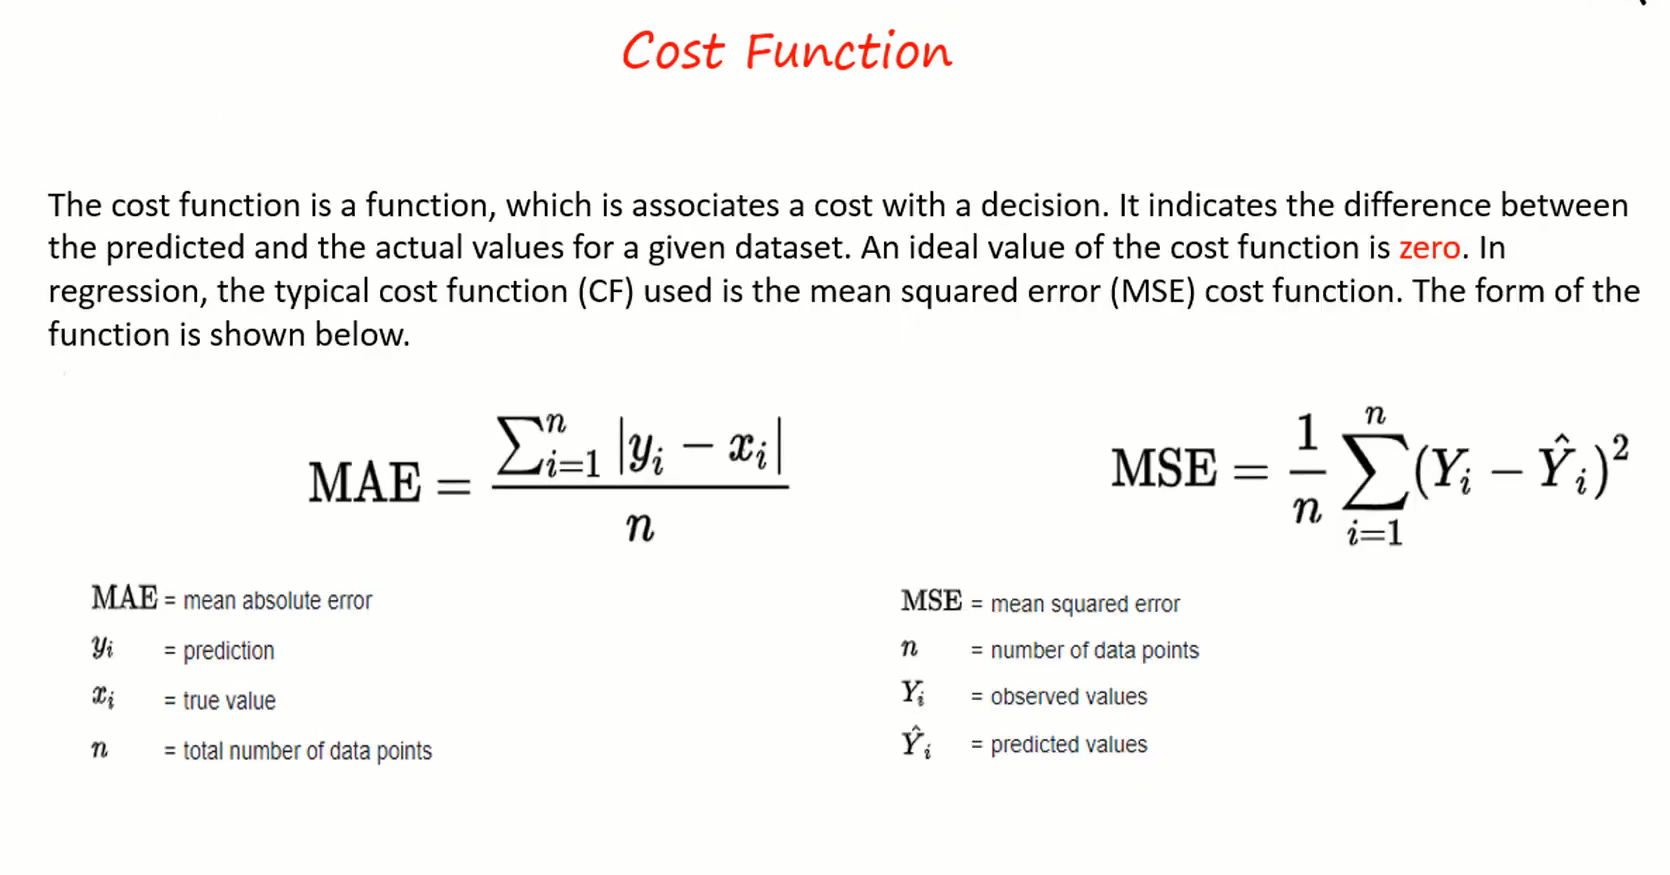 Cost Function
The cost function is a function, which is associates a cost with a decision. It indicates the difference between
the predicted and the actual values for a given dataset. An ideal value of the cost function is zero. In
regression, the typical cost function (CF) used is the mean squared error (MSE) cost function. The form of the
function is shown below.
MAE = \frac{\sum_{i=1}^{n} |y_i - x_i|}{n}
MSE = \frac{1}{n} \sum_{i=1}^{n} (Y_i - \hat{Y}_i)^2
MAE = mean absolute error
y_i = prediction
x_i = true value
n = total number of data points
MSE = mean squared error
n = number of data points
Y_i = observed values
\hat{Y}_i = predicted values